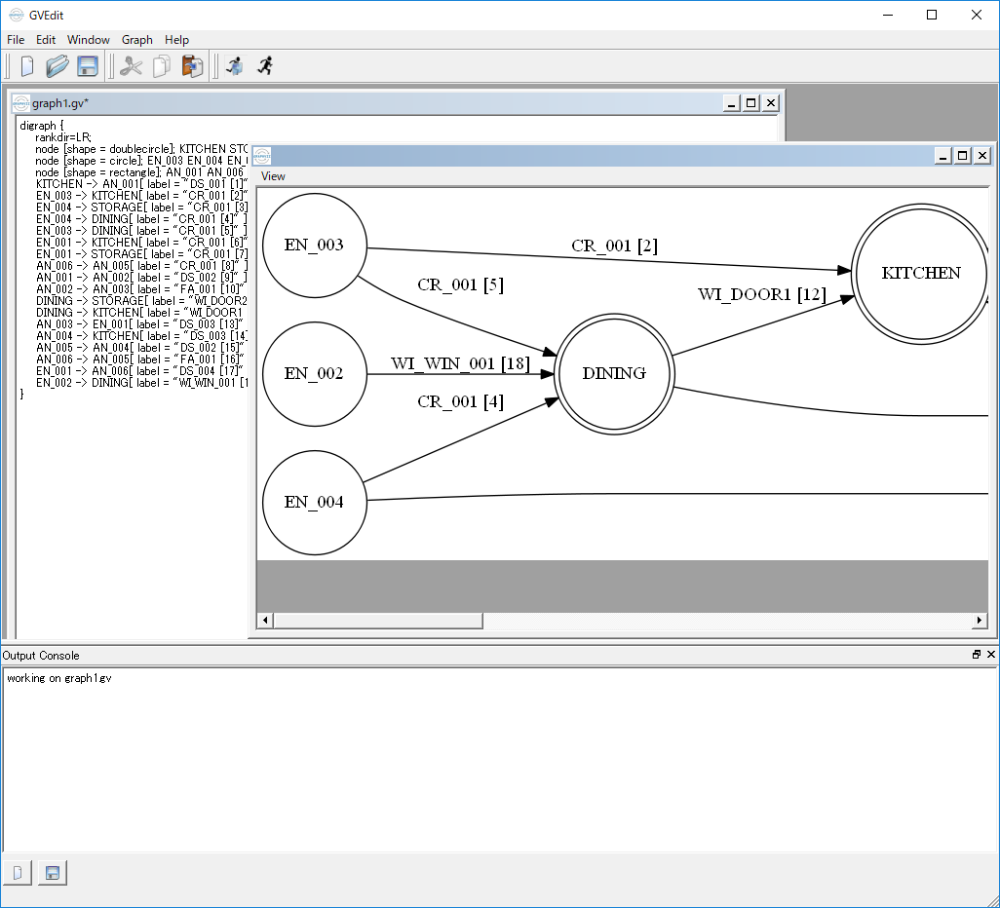 GVEdit
File Edit Window Graph Help
graph1.gv*
digraph {
rankdir=LR;
node [shape = doublecircle]; KITCHEN STO
node [shape = circle]; EN_003 EN_004 EN_
node [shape = rectangle]; AN_001 AN_006
KITCHEN -> AN_001[ label = "DS_001 [1]"
EN_003 -> KITCHEN[ label = "CR_001 [2]"
EN_004 -> STORAGE[ label = "CR_001 [3]
EN_004 -> DINING[ label = "CR_001 [4]" ]
EN_003 -> DINING[ label = "CR_001 [5]" ]
EN_001 -> KITCHEN[ label = "CR_001 [6]"
EN_001 -> STORAGE[ label = "CR_001 [7]
AN_006 -> AN_005[ label = "CR_001 [8]" ]
AN_001 -> AN_002[ label = "DS_002 [9]" ]
AN_002 -> AN_003[ label = "FA_001 [10]"
DINING -> STORAGE[ label = "WI_DOOR2
DINING -> KITCHEN[ label = "WI_DOOR1
AN_003 -> EN_001[ label = "DS_003 [13]"
AN_004 -> KITCHEN[ label = "DS_003 [14
AN_005 -> AN_004[ label = "DS_002 [15]"
AN_006 -> AN_005[ label = "FA_001 [16]"
EN_001 -> AN_006[ label = "DS_004 [17]"
EN_002 -> DINING[ label = "WI_WIN_001 [1
}
View
EN_003
CR_001 [2]
KITCHEN
CR_001 [5]
WI_DOOR1 [12]
EN_002
WI_WIN_001 [18]
DINING
CR_001 [4]
EN_004
Output Console
working on graph1gv